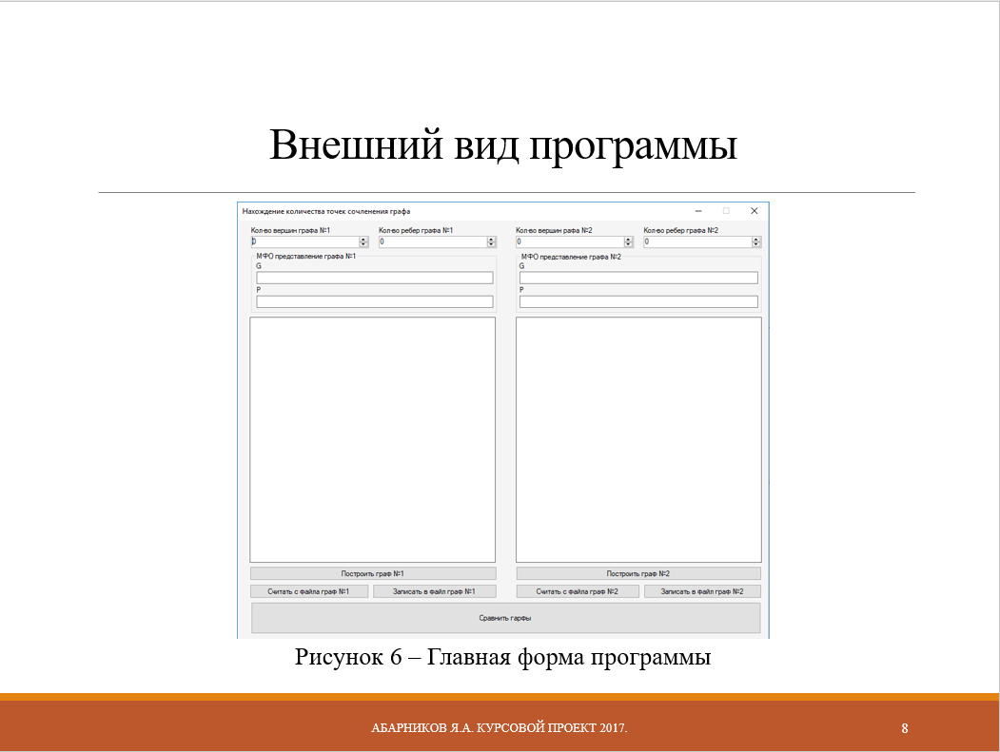 Внешний вид программы
Нахождение количества точек сочленения графа
Кол-во вершин графа №1 Кол-во ребер графа №1 Кол-во вершин рафа №2 Кол-во ребер графа №2
0 0 0 0
МФО представление графа №1 МФО представление графа №2
G G
P P
Построить граф №1 Построить граф №2
Считать с файла граф №1 Записать в файл граф №1 Считать с файла граф №2 Записать в файл граф №2
Сравнить гарфы
Рисунок 6 – Главная форма программы
АБАРНИКОВ Я.А. КУРСОВОЙ ПРОЕКТ 2017. 8